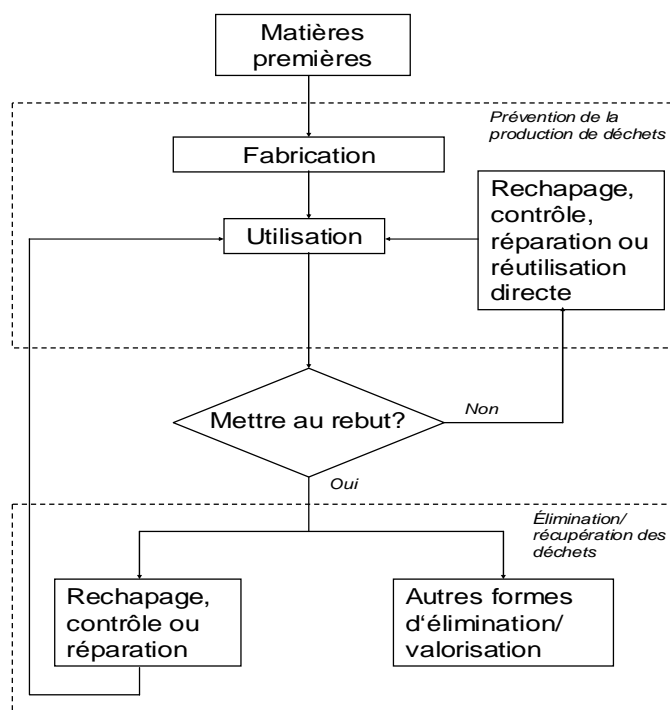 Matières
premières
Prévention de la
production de déchets
Fabrication
Rechapage,
contrôle,
réparation ou
réutilisation
directe
Utilisation
Mettre au rebut?
Non
Oui
Élimination/
récupération des
déchets
Rechapage,
contrôle ou
réparation
Autres formes
d‘élimination/
valorisation